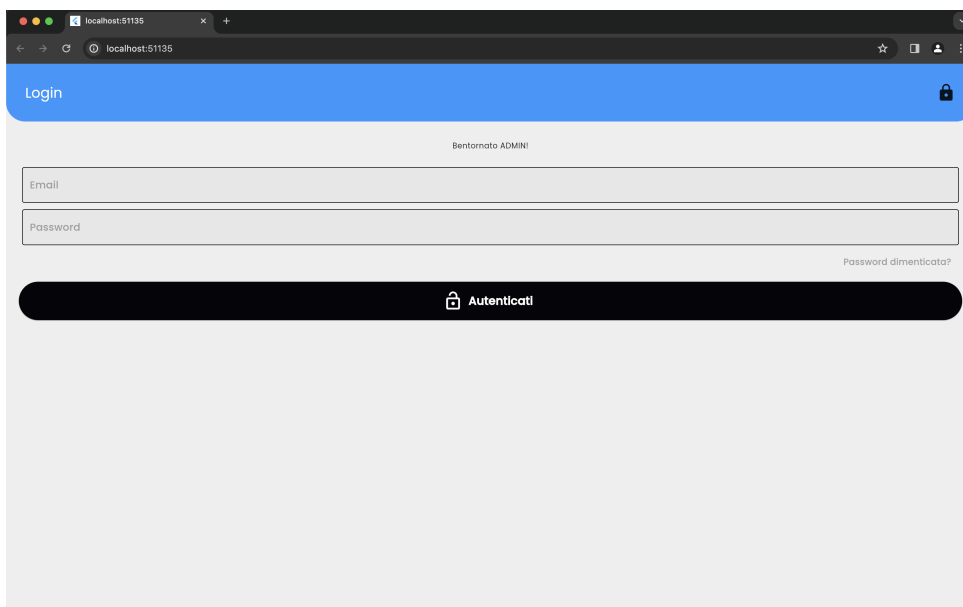 localhost:51135
localhost:51135
Login
Bentornato ADMIN!
Email
Password
Password dimenticata?
Autenticati